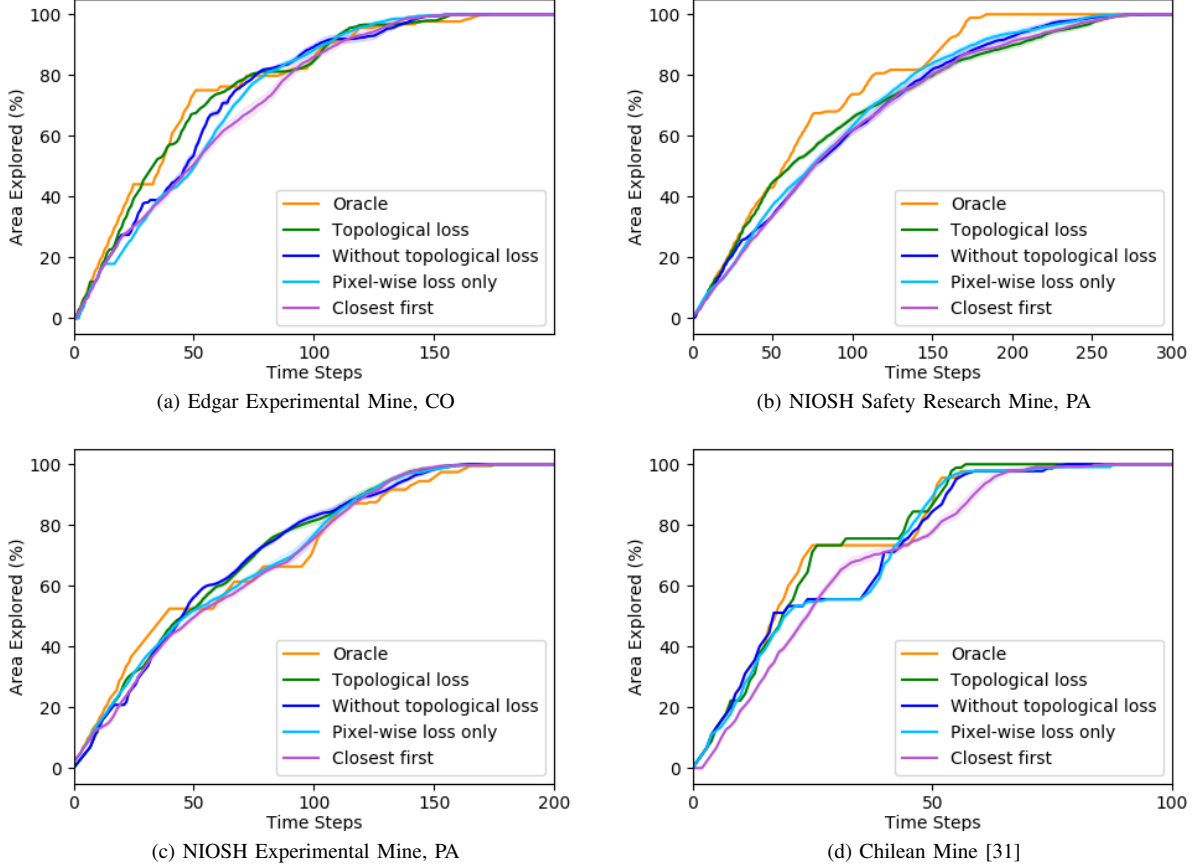 100
80
60
40
20
0
Area Explored (%)
Oracle
Topological loss
Without topological loss
Pixel-wise loss only
Closest first
0 50 100 150
Time Steps
(a) Edgar Experimental Mine, CO
100
80
60
40
20
0
Area Explored (%)
Oracle
Topological loss
Without topological loss
Pixel-wise loss only
Closest first
0 50 100 150 200 250 300
Time Steps
(b) NIOSH Safety Research Mine, PA
100
80
60
40
20
0
Area Explored (%)
Oracle
Topological loss
Without topological loss
Pixel-wise loss only
Closest first
0 50 100 150 200
Time Steps
(c) NIOSH Experimental Mine, PA
100
80
60
40
20
0
Area Explored (%)
Oracle
Topological loss
Without topological loss
Pixel-wise loss only
Closest first
0 50 100
Time Steps
(d) Chilean Mine [31]